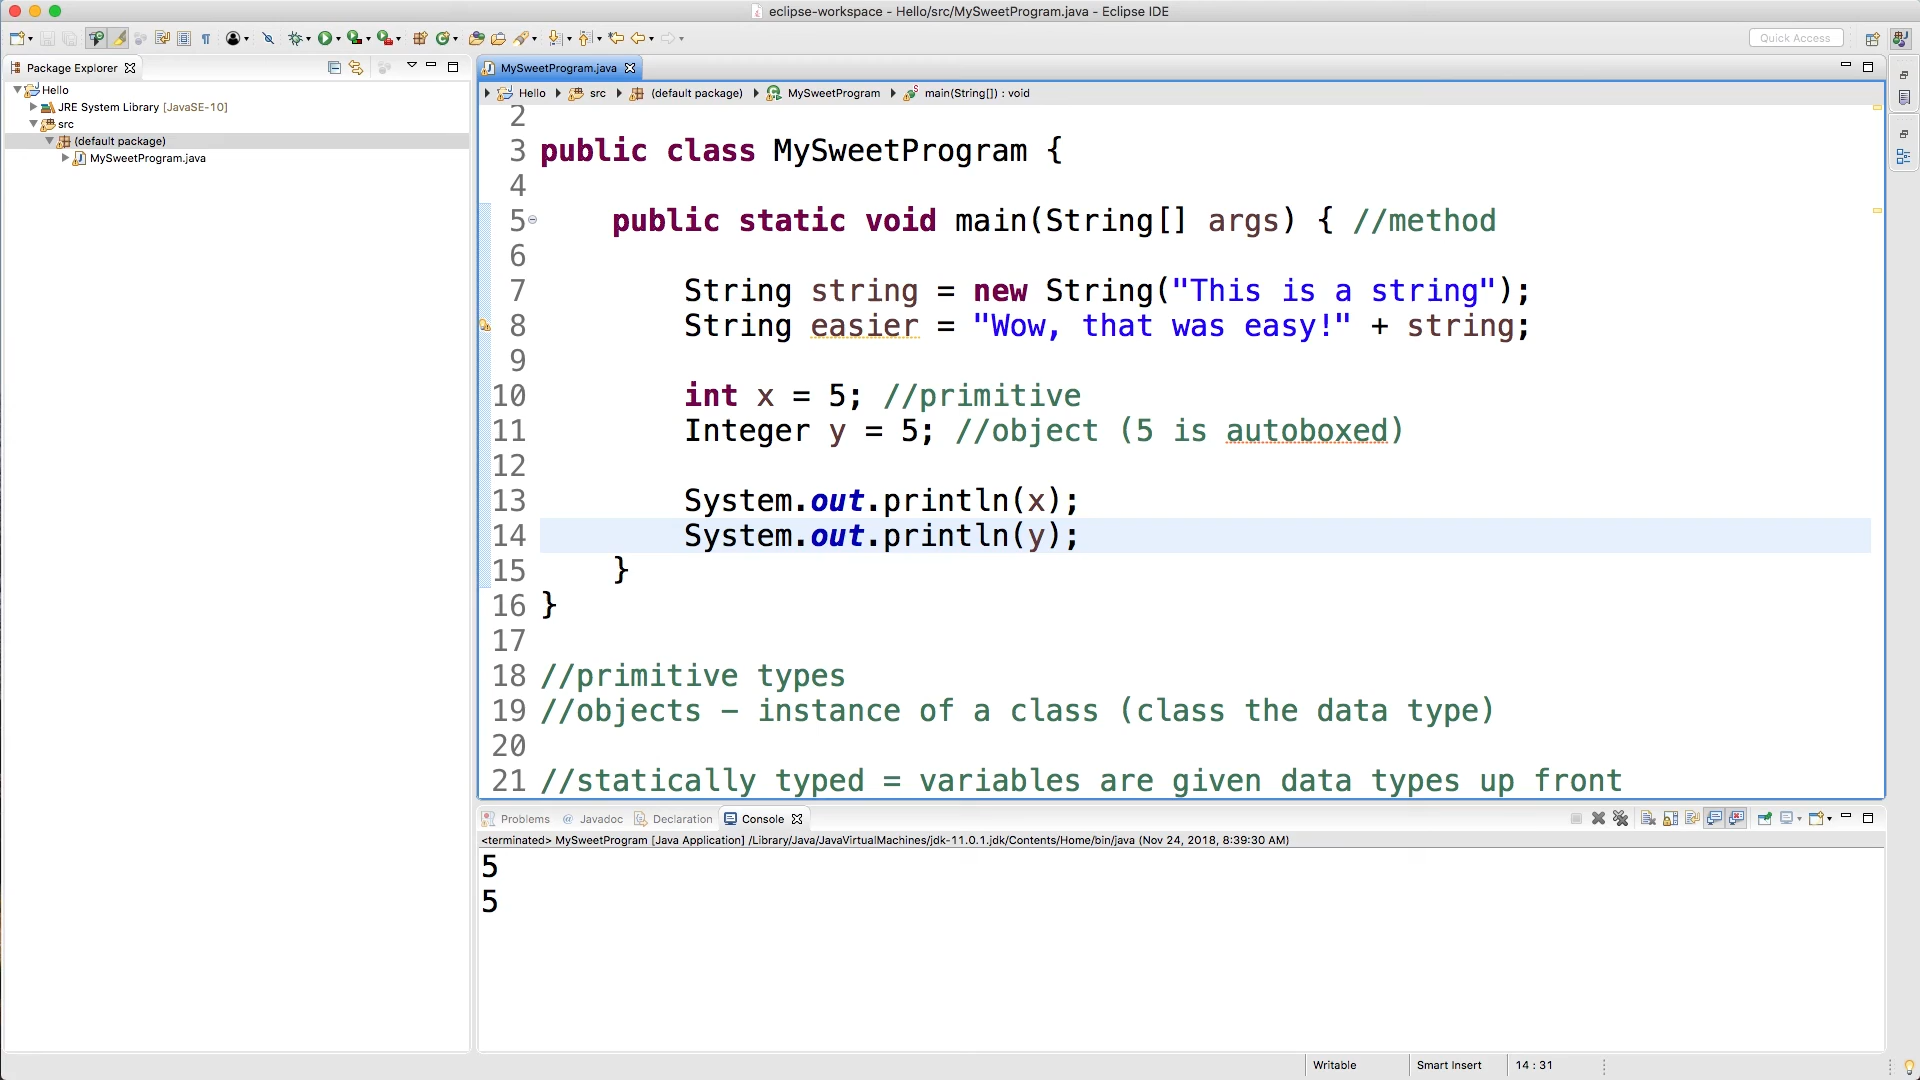 eclipse-workspace - Hello/src/MySweetProgram.java - Eclipse IDE
Quick Access
Package Explorer
MySweetProgram.java
Hello
JRE System Library [JavaSE-10]
src
(default package)
MySweetProgram.java
Hello src (default package) MySweetProgram main(String[]) : void
2
3 public class MySweetProgram {
4
5 public static void main(String[] args) { //method
6
7 String string = new String("This is a string");
8 String easier = "Wow, that was easy!" + string;
9
10 int x = 5; //primitive
11 Integer y = 5; //object (5 is autoboxed)
12
13 System.out.println(x);
14 System.out.println(y);
15 }
16 }
17
18 //primitive types
19 //objects - instance of a class (class the data type)
20
21 //statically typed = variables are given data types up front
Problems Javadoc Declaration Console
<terminated> MySweetProgram [Java Application] /Library/Java/JavaVirtualMachines/jdk-11.0.1.jdk/Contents/Home/bin/java (Nov 24, 2018, 8:39:30 AM)
5
5
Writable Smart Insert 14 : 31